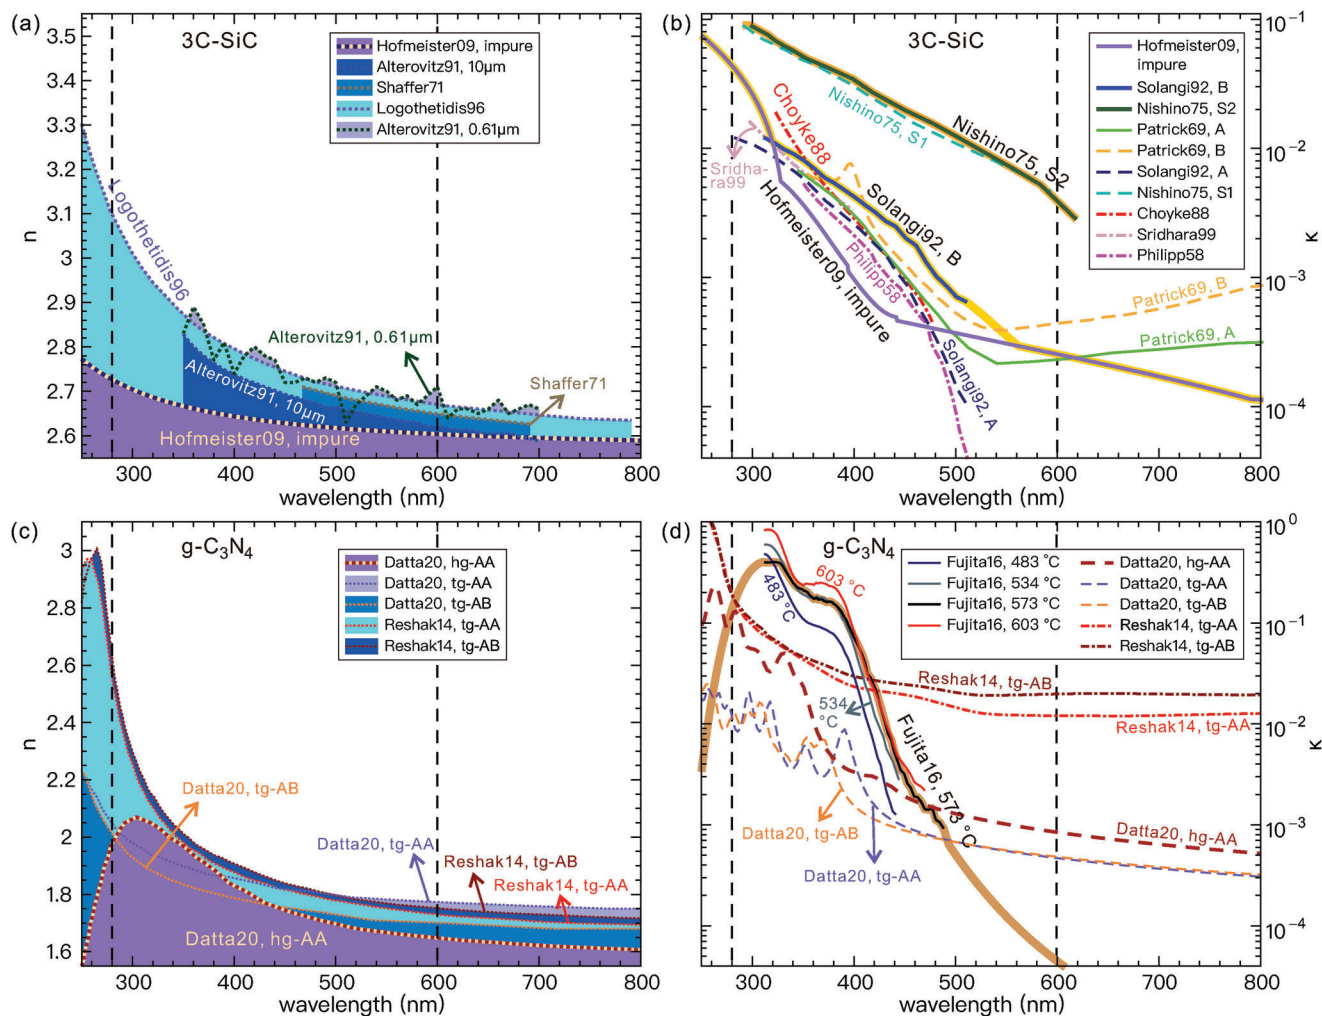 (a)
3C-SiC
Hofmeister09, impure
Alterovitz91, 10μm
Shaffer71
Logothetidis96
Alterovitz91, 0.61μm
3.5
3.4
3.3
3.2
3.1
3
2.9
2.8
2.7
2.6
n
Logothetidis96
Alterovitz91, 0.61μm
Shaffer71
Alterovitz91, 10μm
Hofmeister09, impure
300 400 500 600 700 800
wavelength (nm)
(b)
3C-SiC
Hofmeister09,
impure
Solangi92, B
Nishino75, S2
Patrick69, A
Patrick69, B
Solangi92, A
Nishino75, S1
Choyke88
Sridhara99
Philipp58
Choyke88
Nishino75, S1
Nishino75, S2
Sridha-
ra99
Hofmeister09, impure
Solangi92, B
Philipp58
Solangi92, A
Patrick69, B
Patrick69, A
10⁻¹
10⁻²
10⁻³
10⁻⁴
κ
300 400 500 600 700 800
wavelength (nm)
(c)
g-C₃N₄
Datta20, hg-AA
Datta20, tg-AA
Datta20, tg-AB
Reshak14, tg-AA
Reshak14, tg-AB
3
2.8
2.6
2.4
2.2
2
1.8
1.6
n
Datta20, tg-AB
Datta20, tg-AA
Reshak14, tg-AB
Reshak14, tg-AA
Datta20, hg-AA
300 400 500 600 700 800
wavelength (nm)
(d)
g-C₃N₄
Fujita16, 483 °C
Fujita16, 534 °C
Fujita16, 573 °C
Fujita16, 603 °C
Datta20, hg-AA
Datta20, tg-AA
Datta20, tg-AB
Reshak14, tg-AA
Reshak14, tg-AB
603 °C
483 °C
534
°C
Fujita16, 573 °C
Reshak14, tg-AB
Reshak14, tg-AA
Datta20, hg-AA
Datta20, tg-AB
Datta20, tg-AA
10⁰
10⁻¹
10⁻²
10⁻³
10⁻⁴
κ
300 400 500 600 700 800
wavelength (nm)